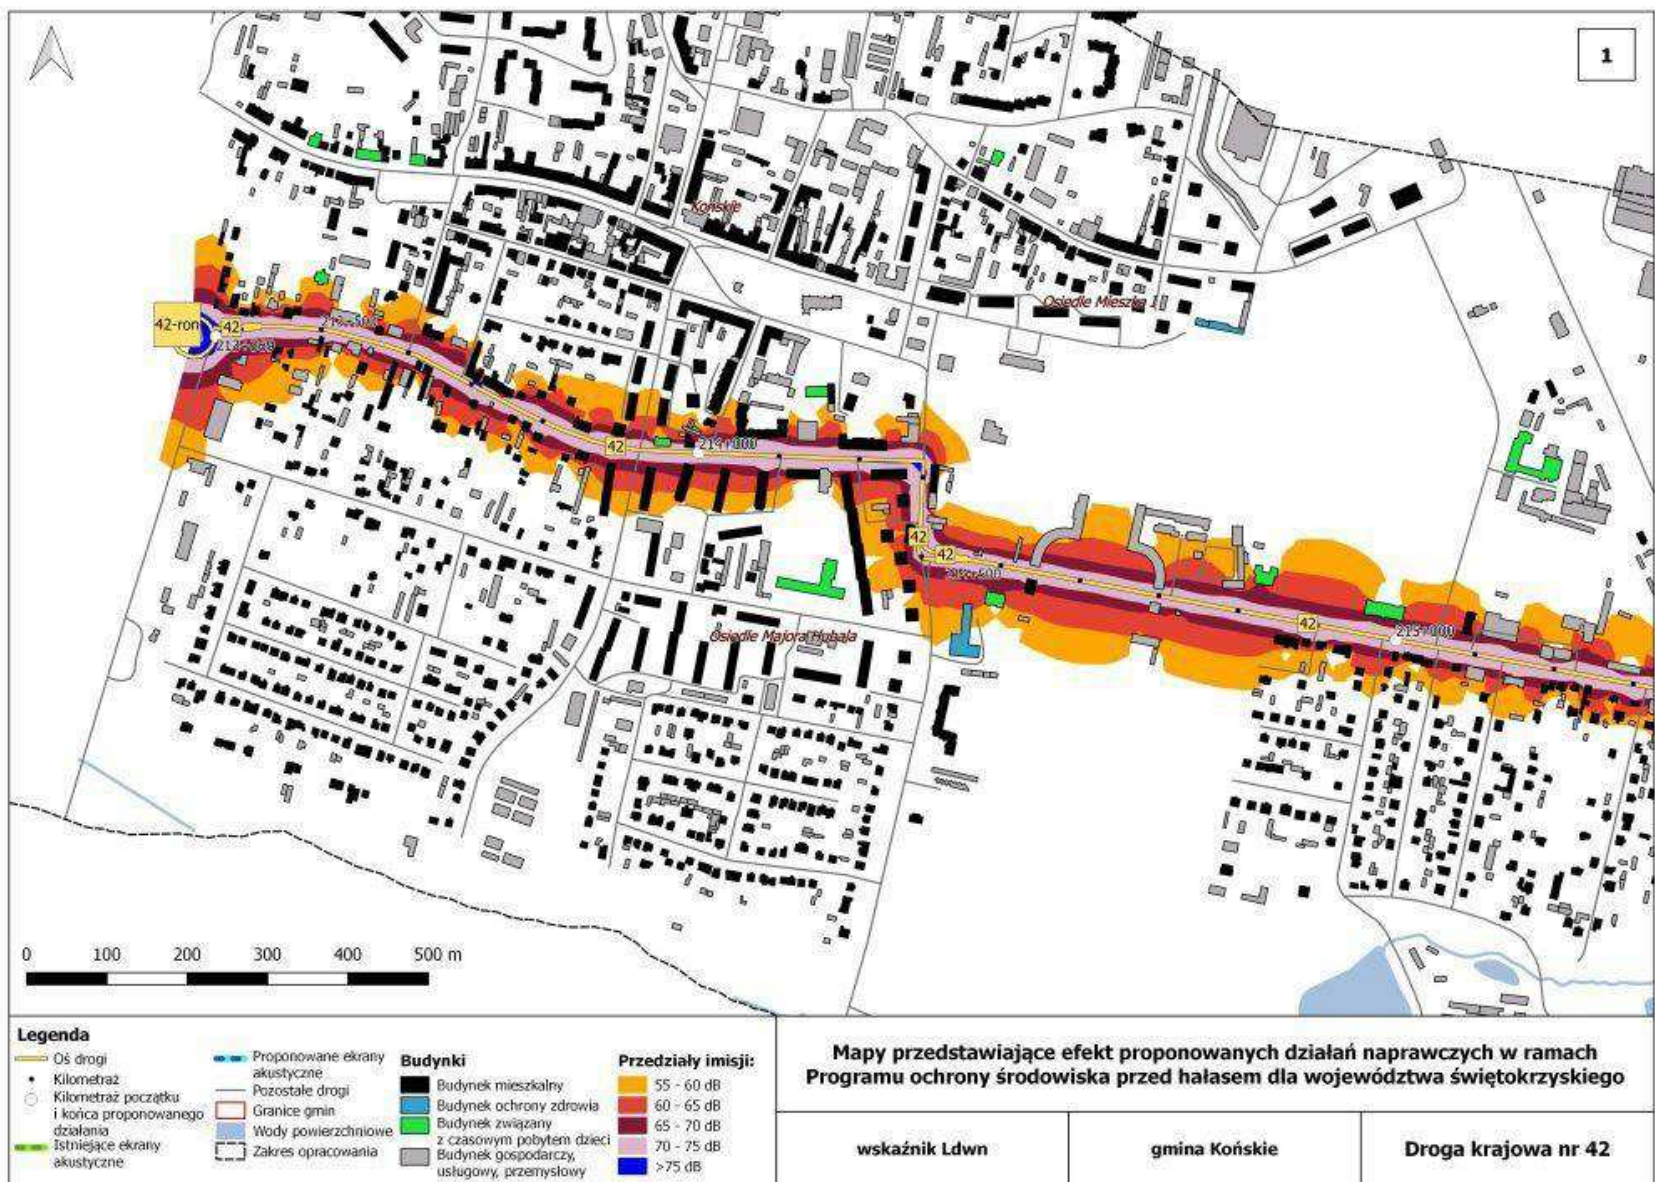 1
Końskie
Osiedle Mieszka I
42-ron
42
42
214+000
42
42
Osiedle Majora Hubala
42
215+000
0 100 200 300 400 500 m
Legenda
Oś drogi
Kilometraż
Kilometraż początku
i końca proponowanego
działania
Istniejące ekrany
akustyczne
Proponowane ekrany
akustyczne
Pozostałe drogi
Granice gmin
Wody powierzchniowe
Zakres opracowania
Budynki
Budynek mieszkalny
Budynek ochrony zdrowia
Budynek związany
z czasowym pobytem dzieci
Budynek gospodarczy,
usługowy, przemysłowy
Przedziały imisji:
55 - 60 dB
60 - 65 dB
65 - 70 dB
70 - 75 dB
>75 dB
Mapy przedstawiające efekt proponowanych działań naprawczych w ramach
Programu ochrony środowiska przed hałasem dla województwa świętokrzyskiego
wskaźnik Ldwn
gmina Końskie
Droga krajowa nr 42